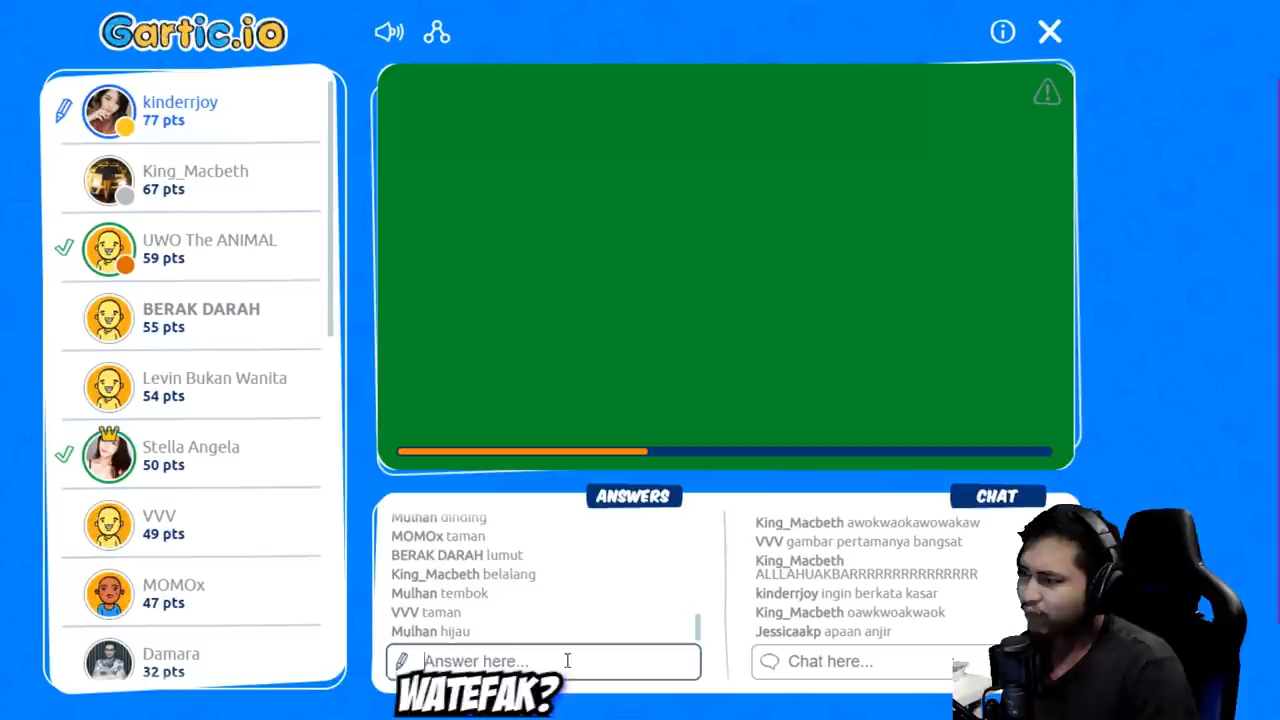 Gartic.io
kinderrjoy
77 pts
King_Macbeth
67 pts
UWO The ANIMAL
59 pts
BERAK DARAH
55 pts
Levin Bukan Wanita
54 pts
Stella Angela
50 pts
VVV
49 pts
MOMOx
47 pts
Damara
32 pts
ANSWERS
Mulhan dinding
MOMOx taman
BERAK DARAH lumut
King_Macbeth belalang
Mulhan tembok
VVV taman
Mulhan hijau
Answer here...
WATEFAK?
CHAT
King_Macbeth awokwaokawowakaw
VVV gambar pertamanya bangsat
King_Macbeth
ALLLAHUAKBARRRRRRRRRRRRRRR
kinderrjoy ingin berkata kasar
King_Macbeth oawkwoakwaok
Jessicaakp apaan anjir
Chat here...